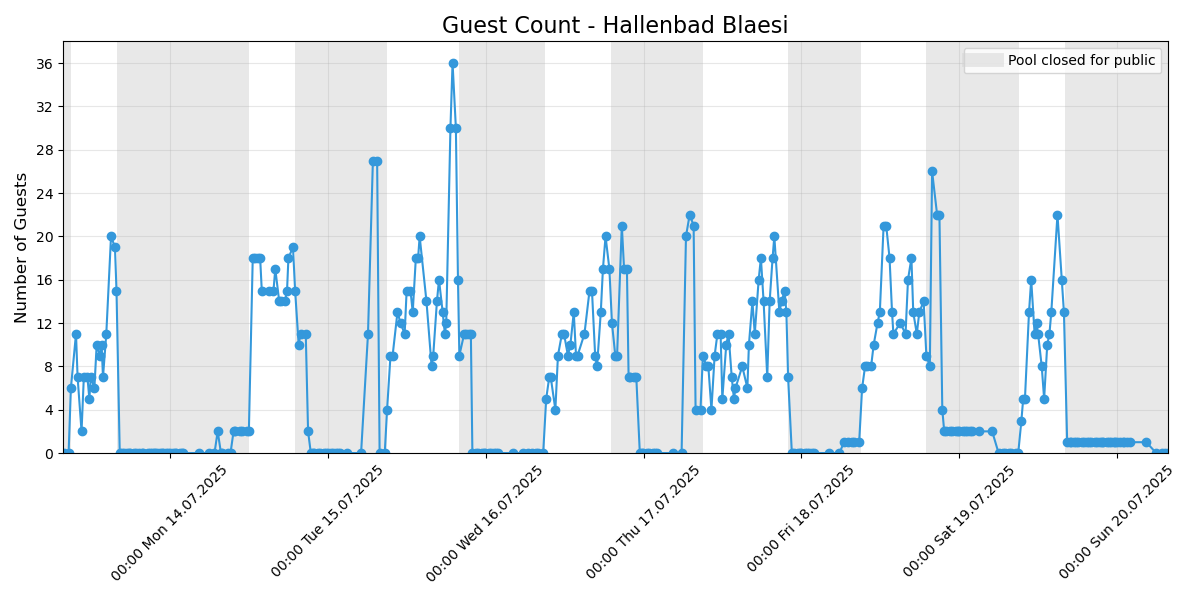 Guest Count - Hallenbad Blaesi
Pool closed for public
Number of Guests
36
32
28
24
20
16
12
8
4
0
00:00 Mon 14.07.2025
00:00 Tue 15.07.2025
00:00 Wed 16.07.2025
00:00 Thu 17.07.2025
00:00 Fri 18.07.2025
00:00 Sat 19.07.2025
00:00 Sun 20.07.2025